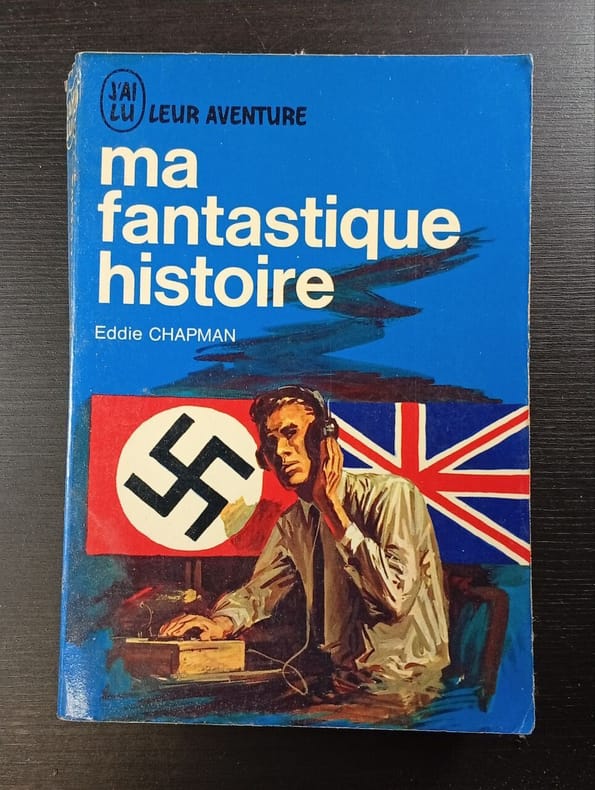 J'AI
LU
LEUR AVENTURE
ma
fantastique
histoire
Eddie CHAPMAN